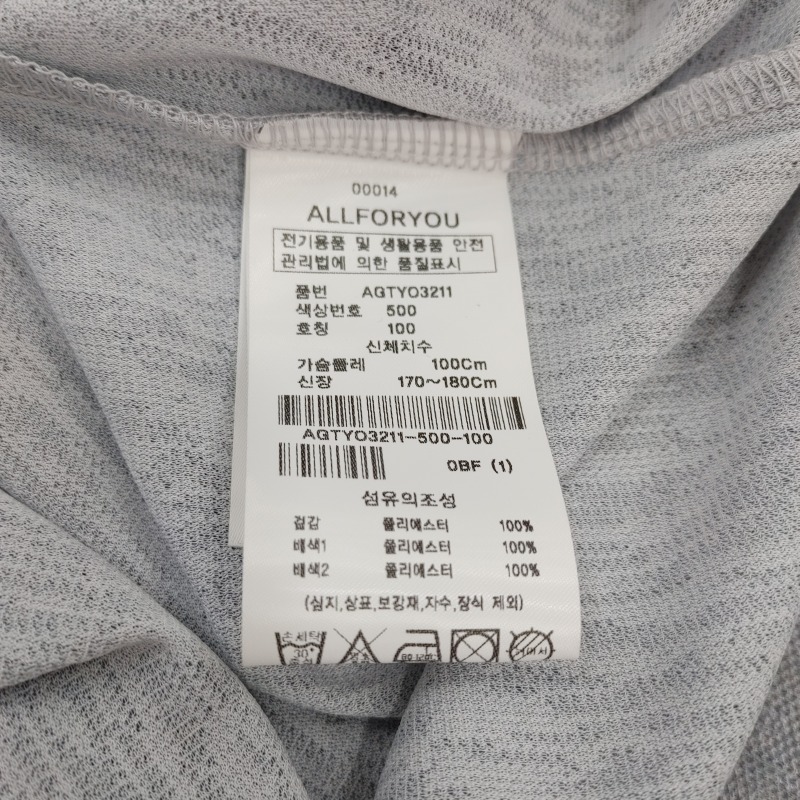 00014
ALLFORYOU
전기용품 및 생활용품 안전
관리법에 의한 품질표시
품번 AGTYO3211
색상번호 500
호칭 100
신체치수
가슴둘레 100Cm
신장 170~180Cm
AGTYO3211-500-100
OBF (1)
섬유의조성
겉감 폴리에스터 100%
배색1 폴리에스터 100%
배색2 폴리에스터 100%
(심지,상표,보강재,자수,장식 제외)
손세탁
30°